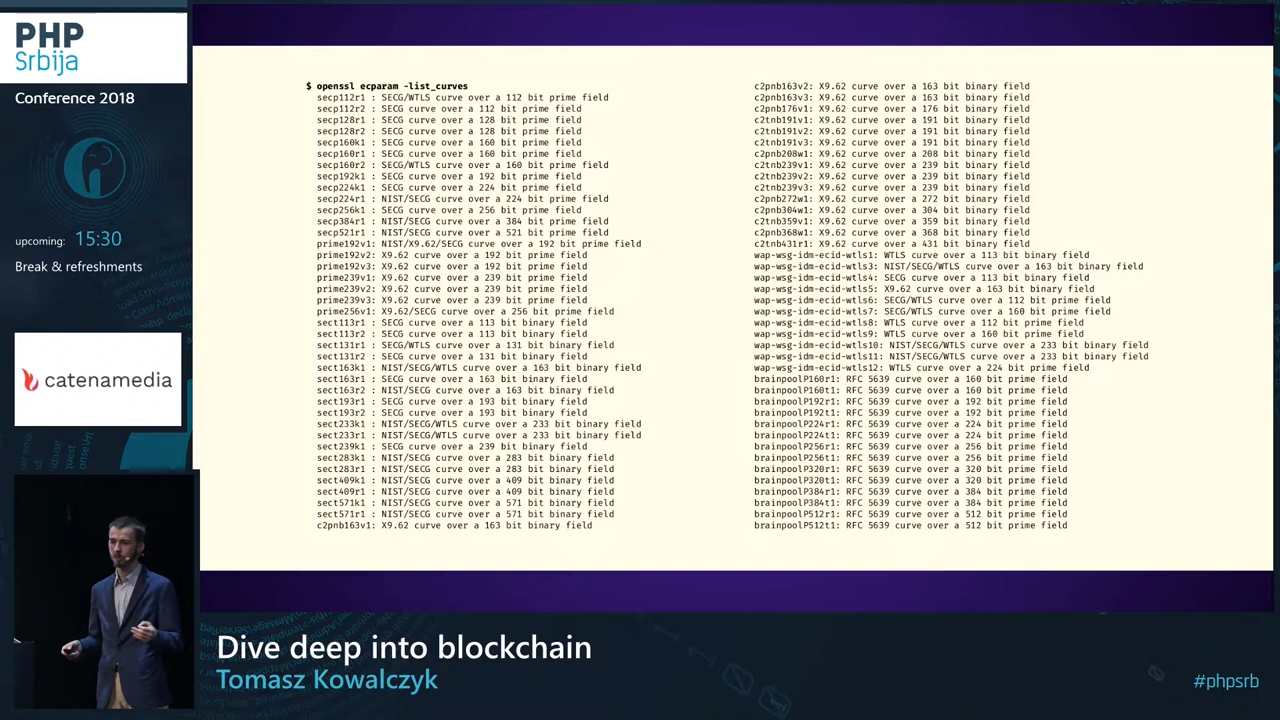 PHP
Srbija
Conference 2018
upcoming: 15:30
Break & refreshments
catenamedia
$ openssl ecparam -list_curves
secp112r1 : SECG/WTLS curve over a 112 bit prime field
secp112r2 : SECG curve over a 112 bit prime field
secp128r1 : SECG curve over a 128 bit prime field
secp128r2 : SECG curve over a 128 bit prime field
secp160k1 : SECG curve over a 160 bit prime field
secp160r1 : SECG curve over a 160 bit prime field
secp160r2 : SECG/WTLS curve over a 160 bit prime field
secp192k1 : SECG curve over a 192 bit prime field
secp224k1 : SECG curve over a 224 bit prime field
secp224r1 : NIST/SECG curve over a 224 bit prime field
secp256k1 : SECG curve over a 256 bit prime field
secp384r1 : NIST/SECG curve over a 384 bit prime field
secp521r1 : NIST/SECG curve over a 521 bit prime field
prime192v1: NIST/X9.62/SECG curve over a 192 bit prime field
prime192v2: X9.62 curve over a 192 bit prime field
prime192v3: X9.62 curve over a 192 bit prime field
prime239v1: X9.62 curve over a 239 bit prime field
prime239v2: X9.62 curve over a 239 bit prime field
prime239v3: X9.62 curve over a 239 bit prime field
prime256v1: X9.62/SECG curve over a 256 bit prime field
sect113r1 : SECG curve over a 113 bit binary field
sect113r2 : SECG curve over a 113 bit binary field
sect131r1 : SECG/WTLS curve over a 131 bit binary field
sect131r2 : SECG curve over a 131 bit binary field
sect163k1 : NIST/SECG/WTLS curve over a 163 bit binary field
sect163r1 : SECG curve over a 163 bit binary field
sect163r2 : NIST/SECG curve over a 163 bit binary field
sect193r1 : SECG curve over a 193 bit binary field
sect193r2 : SECG curve over a 193 bit binary field
sect233k1 : NIST/SECG/WTLS curve over a 233 bit binary field
sect233r1 : NIST/SECG/WTLS curve over a 233 bit binary field
sect239k1 : SECG curve over a 239 bit binary field
sect283k1 : NIST/SECG curve over a 283 bit binary field
sect283r1 : NIST/SECG curve over a 283 bit binary field
sect409k1 : NIST/SECG curve over a 409 bit binary field
sect409r1 : NIST/SECG curve over a 409 bit binary field
sect571k1 : NIST/SECG curve over a 571 bit binary field
sect571r1 : NIST/SECG curve over a 571 bit binary field
c2pnb163v1: X9.62 curve over a 163 bit binary field
c2pnb163v2: X9.62 curve over a 163 bit binary field
c2pnb163v3: X9.62 curve over a 163 bit binary field
c2pnb176v1: X9.62 curve over a 176 bit binary field
c2tnb191v1: X9.62 curve over a 191 bit binary field
c2tnb191v2: X9.62 curve over a 191 bit binary field
c2tnb191v3: X9.62 curve over a 191 bit binary field
c2pnb208w1: X9.62 curve over a 208 bit binary field
c2tnb239v1: X9.62 curve over a 239 bit binary field
c2tnb239v2: X9.62 curve over a 239 bit binary field
c2tnb239v3: X9.62 curve over a 239 bit binary field
c2pnb272w1: X9.62 curve over a 272 bit binary field
c2pnb304w1: X9.62 curve over a 304 bit binary field
c2tnb359v1: X9.62 curve over a 359 bit binary field
c2pnb368w1: X9.62 curve over a 368 bit binary field
c2tnb431r1: X9.62 curve over a 431 bit binary field
wap-wsg-idm-ecid-wtls1: WTLS curve over a 113 bit binary field
wap-wsg-idm-ecid-wtls3: NIST/SECG/WTLS curve over a 163 bit binary field
wap-wsg-idm-ecid-wtls4: SECG curve over a 113 bit binary field
wap-wsg-idm-ecid-wtls5: X9.62 curve over a 163 bit binary field
wap-wsg-idm-ecid-wtls6: SECG/WTLS curve over a 112 bit prime field
wap-wsg-idm-ecid-wtls7: SECG/WTLS curve over a 160 bit prime field
wap-wsg-idm-ecid-wtls8: WTLS curve over a 112 bit prime field
wap-wsg-idm-ecid-wtls9: WTLS curve over a 160 bit prime field
wap-wsg-idm-ecid-wtls10: NIST/SECG/WTLS curve over a 233 bit binary field
wap-wsg-idm-ecid-wtls11: NIST/SECG/WTLS curve over a 233 bit binary field
wap-wsg-idm-ecid-wtls12: WTLS curve over a 224 bit prime field
brainpoolP160r1: RFC 5639 curve over a 160 bit prime field
brainpoolP160t1: RFC 5639 curve over a 160 bit prime field
brainpoolP192r1: RFC 5639 curve over a 192 bit prime field
brainpoolP192t1: RFC 5639 curve over a 192 bit prime field
brainpoolP224r1: RFC 5639 curve over a 224 bit prime field
brainpoolP224t1: RFC 5639 curve over a 224 bit prime field
brainpoolP256r1: RFC 5639 curve over a 256 bit prime field
brainpoolP256t1: RFC 5639 curve over a 256 bit prime field
brainpoolP320r1: RFC 5639 curve over a 320 bit prime field
brainpoolP320t1: RFC 5639 curve over a 320 bit prime field
brainpoolP384r1: RFC 5639 curve over a 384 bit prime field
brainpoolP384t1: RFC 5639 curve over a 384 bit prime field
brainpoolP512r1: RFC 5639 curve over a 512 bit prime field
brainpoolP512t1: RFC 5639 curve over a 512 bit prime field
Dive deep into blockchain
Tomasz Kowalczyk
#phpsrb